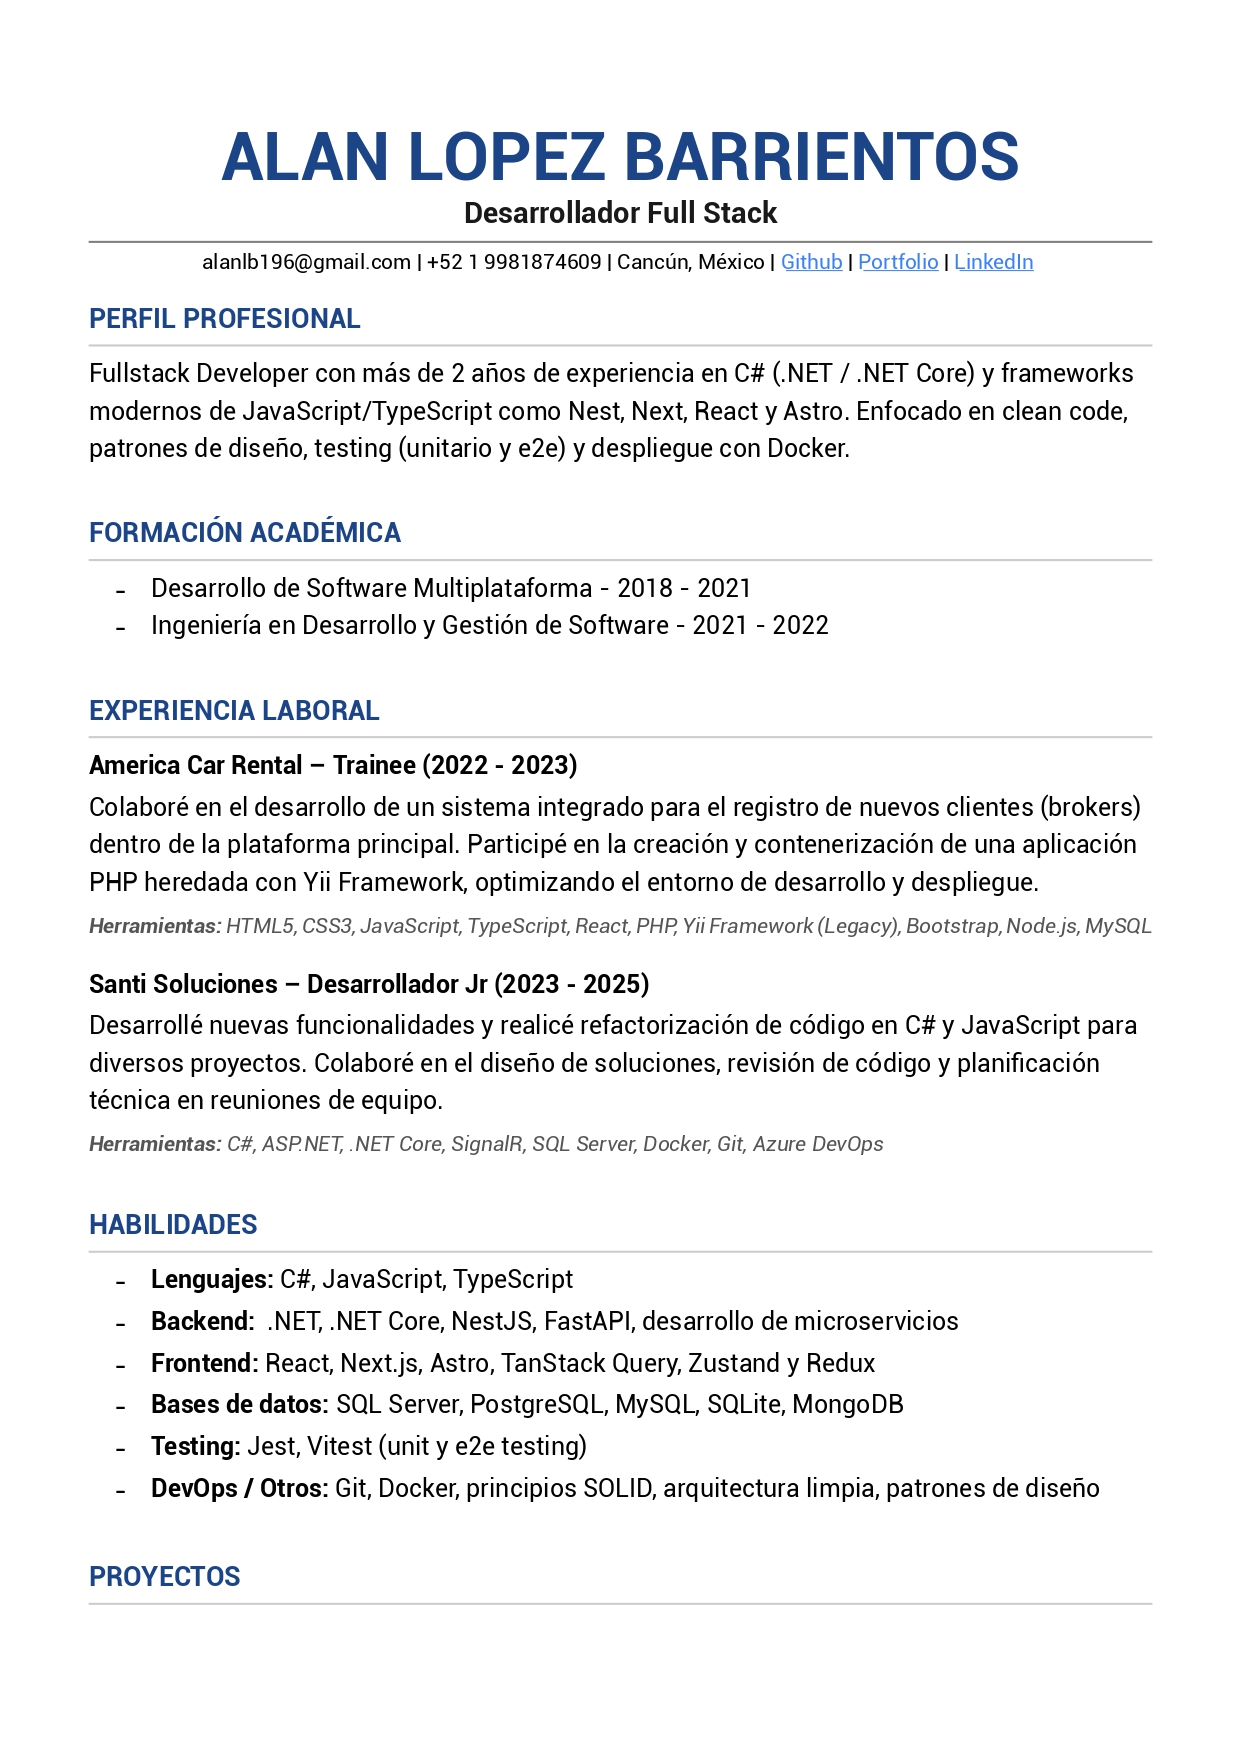 ALAN LOPEZ BARRIENTOS
Desarrollador Full Stack
alanlb196@gmail.com | +52 1 9981874609 | Cancún, México | Github | Portfolio | LinkedIn
PERFIL PROFESIONAL
Fullstack Developer con más de 2 años de experiencia en C# (.NET / .NET Core) y frameworks
modernos de JavaScript/TypeScript como Nest, Next, React y Astro. Enfocado en clean code,
patrones de diseño, testing (unitario y e2e) y despliegue con Docker.
FORMACIÓN ACADÉMICA
- Desarrollo de Software Multiplataforma - 2018 - 2021
- Ingeniería en Desarrollo y Gestión de Software - 2021 - 2022
EXPERIENCIA LABORAL
America Car Rental – Trainee (2022 - 2023)
Colaboré en el desarrollo de un sistema integrado para el registro de nuevos clientes (brokers)
dentro de la plataforma principal. Participé en la creación y contenerización de una aplicación
PHP heredada con Yii Framework, optimizando el entorno de desarrollo y despliegue.
Herramientas: HTML5, CSS3, JavaScript, TypeScript, React, PHP, Yii Framework (Legacy), Bootstrap, Node.js, MySQL
Santi Soluciones – Desarrollador Jr (2023 - 2025)
Desarrollé nuevas funcionalidades y realicé refactorización de código en C# y JavaScript para
diversos proyectos. Colaboré en el diseño de soluciones, revisión de código y planificación
técnica en reuniones de equipo.
Herramientas: C#, ASP.NET, .NET Core, SignalR, SQL Server, Docker, Git, Azure DevOps
HABILIDADES
- Lenguajes: C#, JavaScript, TypeScript
- Backend: .NET, .NET Core, NestJS, FastAPI, desarrollo de microservicios
- Frontend: React, Next.js, Astro, TanStack Query, Zustand y Redux
- Bases de datos: SQL Server, PostgreSQL, MySQL, SQLite, MongoDB
- Testing: Jest, Vitest (unit y e2e testing)
- DevOps / Otros: Git, Docker, principios SOLID, arquitectura limpia, patrones de diseño
PROYECTOS